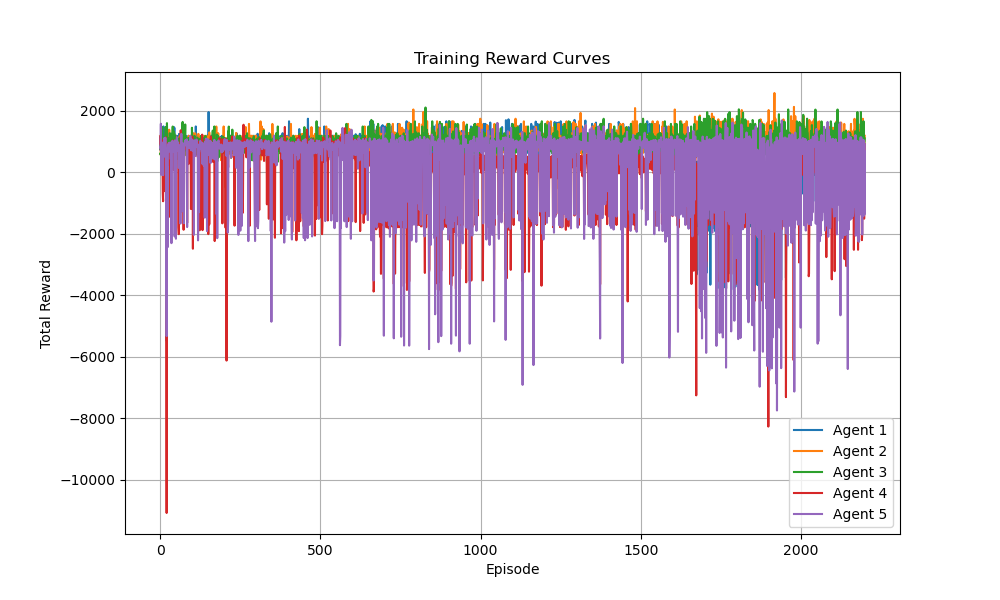 Training Reward Curves
2000
0
−2000
−4000
−6000
−8000
−10000
Total Reward
0 500 1000 1500 2000
Episode
Agent 1
Agent 2
Agent 3
Agent 4
Agent 5